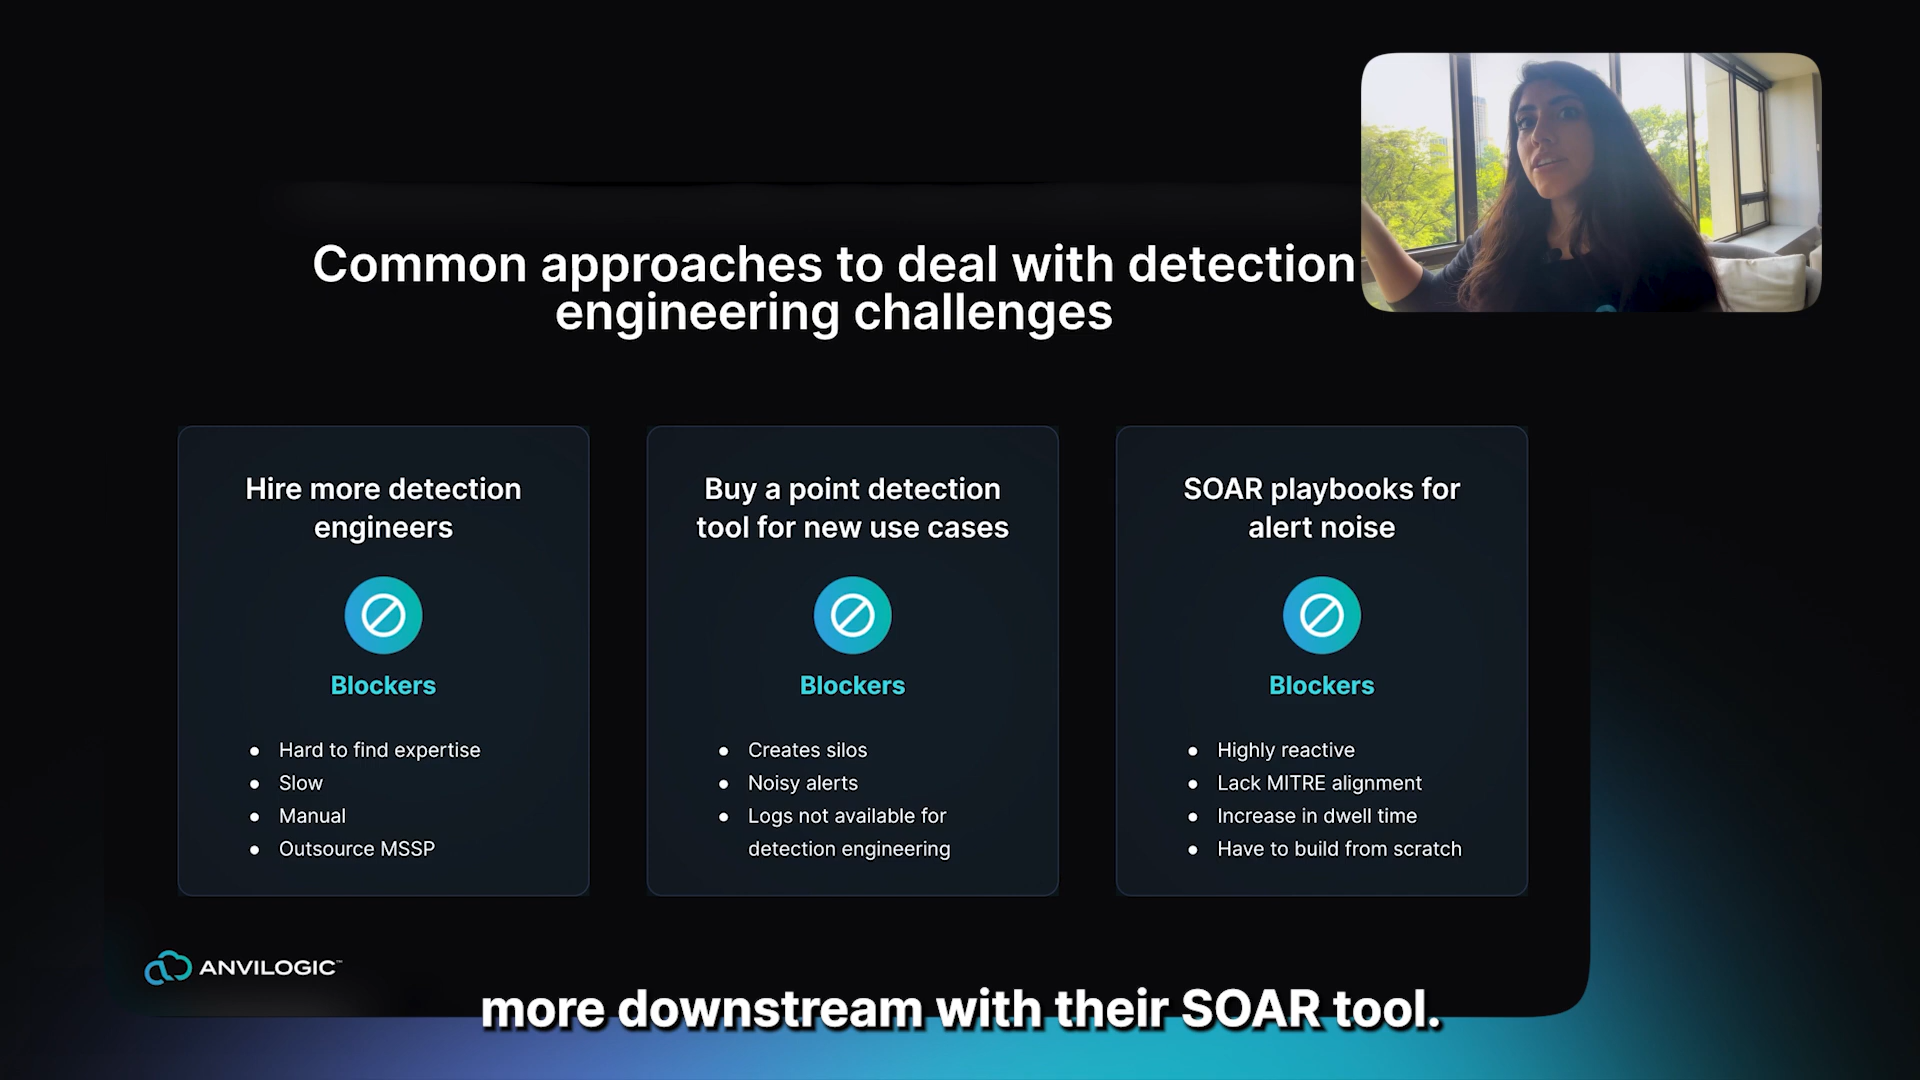 Common approaches to deal with detection
engineering challenges
Hire more detection
engineers
Blockers
● Hard to find expertise
● Slow
● Manual
● Outsource MSSP
Buy a point detection
tool for new use cases
Blockers
● Creates silos
● Noisy alerts
● Logs not available for
detection engineering
SOAR playbooks for
alert noise
Blockers
● Highly reactive
● Lack MITRE alignment
● Increase in dwell time
● Have to build from scratch
ANVILOGIC™
more downstream with their SOAR tool.